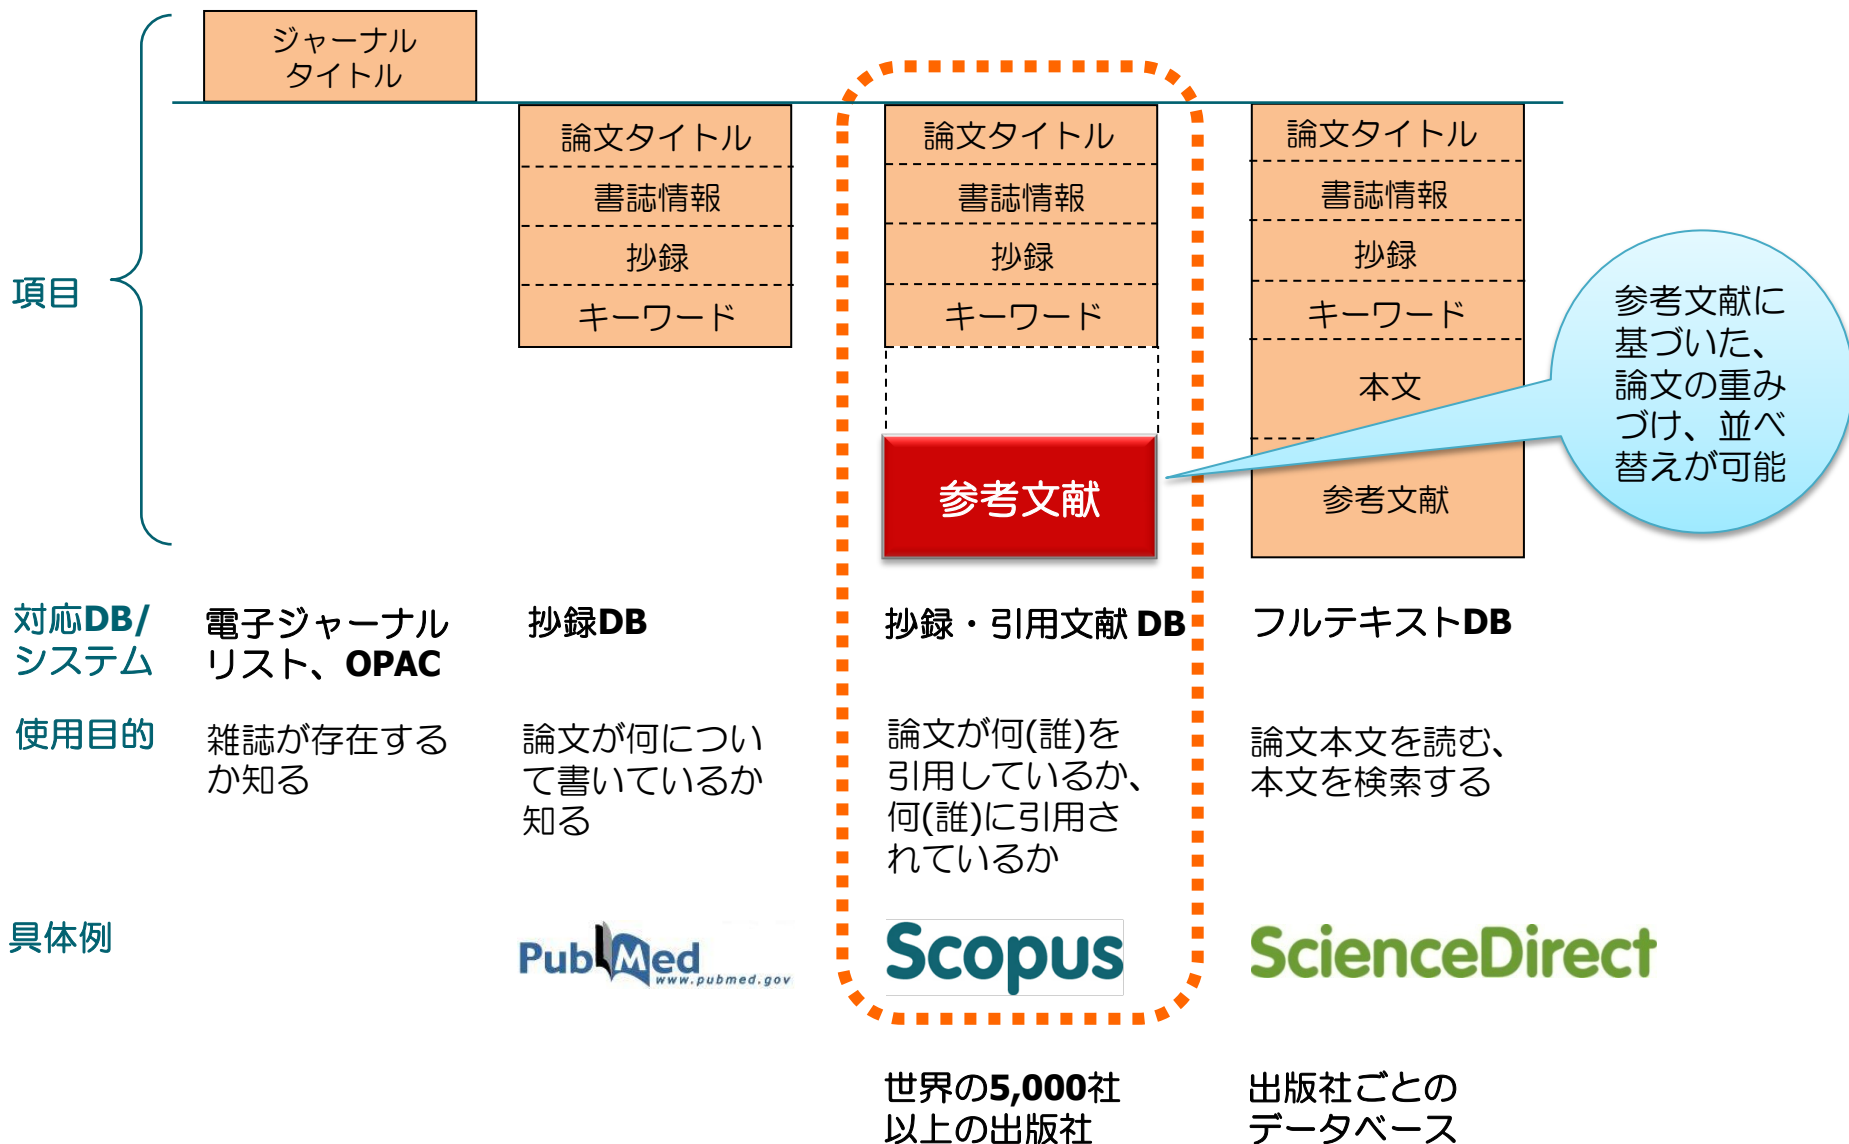 ジャーナル
タイトル
論文タイトル
書誌情報
抄録
キーワード
論文タイトル
書誌情報
抄録
キーワード
参考文献
論文タイトル
書誌情報
抄録
キーワード
本文
参考文献
参考文献に
基づいた、
論文の重み
づけ、並べ
替えが可能
項目
対応DB/
システム
電子ジャーナル
リスト、OPAC
抄録DB
抄録・引用文献 DB
フルテキストDB
使用目的
雑誌が存在する
か知る
論文が何につい
て書いているか
知る
論文が何(誰)を
引用しているか、
何(誰)に引用さ
れているか
論文本文を読む、
本文を検索する
具体例
PubMed
www.pubmed.gov
Scopus
ScienceDirect
世界の5,000社
以上の出版社
出版社ごとの
データベース